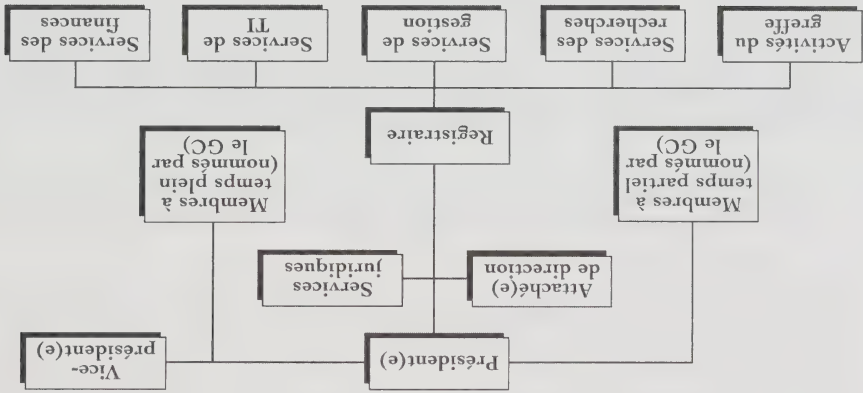 Président(e)
Vice-
président(e)
Attaché(e)
de direction
Services
juridiques
Membres à
temps partiel
(nommés par
le GC)
Membres à
temps plein
(nommés par
le GC)
Registraire
Activités du
greffe
Services des
recherches
Services de
gestion
Services de
TI
Services des
finances